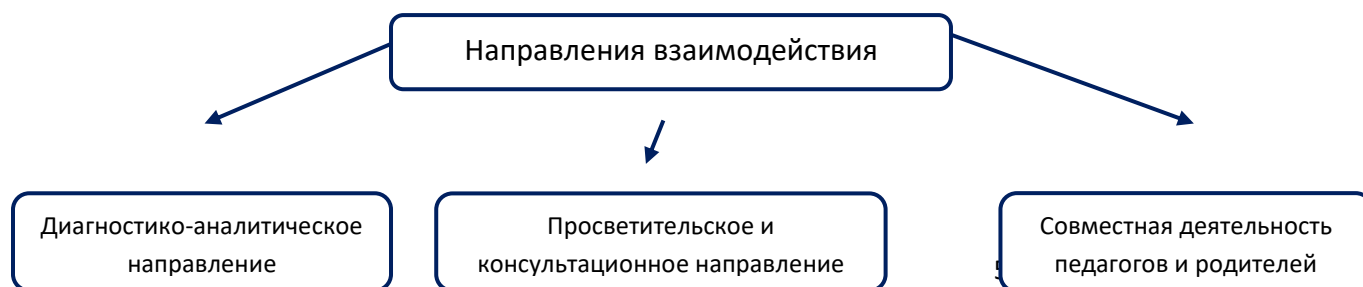 Направления взаимодействия
Диагностико-аналитическое
направление
Просветительское и
консультационное направление
Совместная деятельность
педагогов и родителей